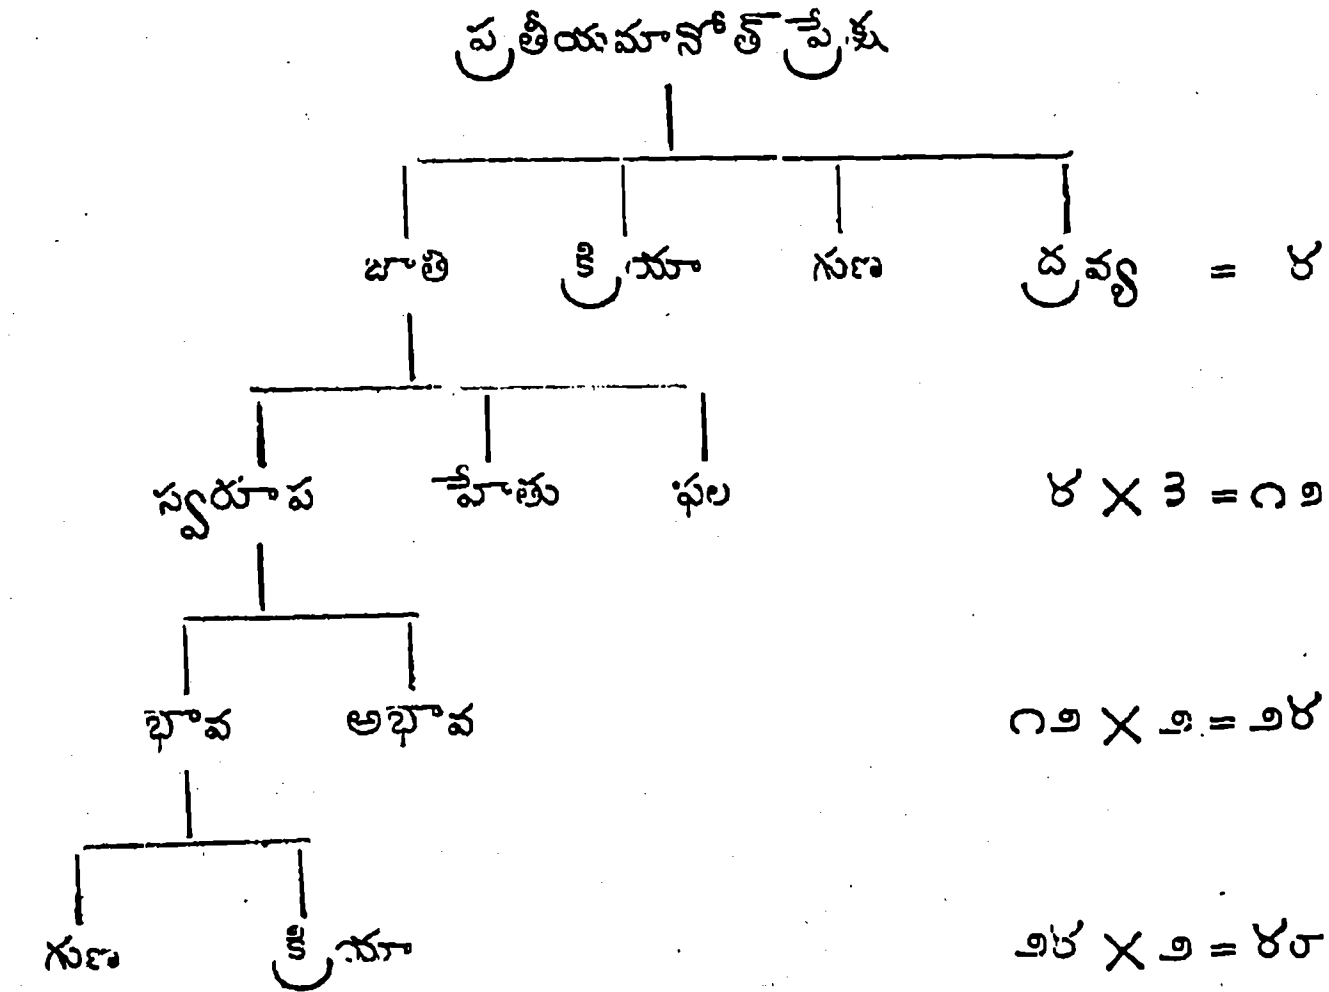 ప్రతీయమానోత్ప్రేక్ష
జాతి క్రియా గుణ ద్రవ్య = ౪
స్వరూప హేతు ఫల ౪ × ౩ = ౧౨
భావ అభావ ౧౨ × ౨ = ౨౪
గుణ క్రియా ౨౪ × ౨ = ౪౮